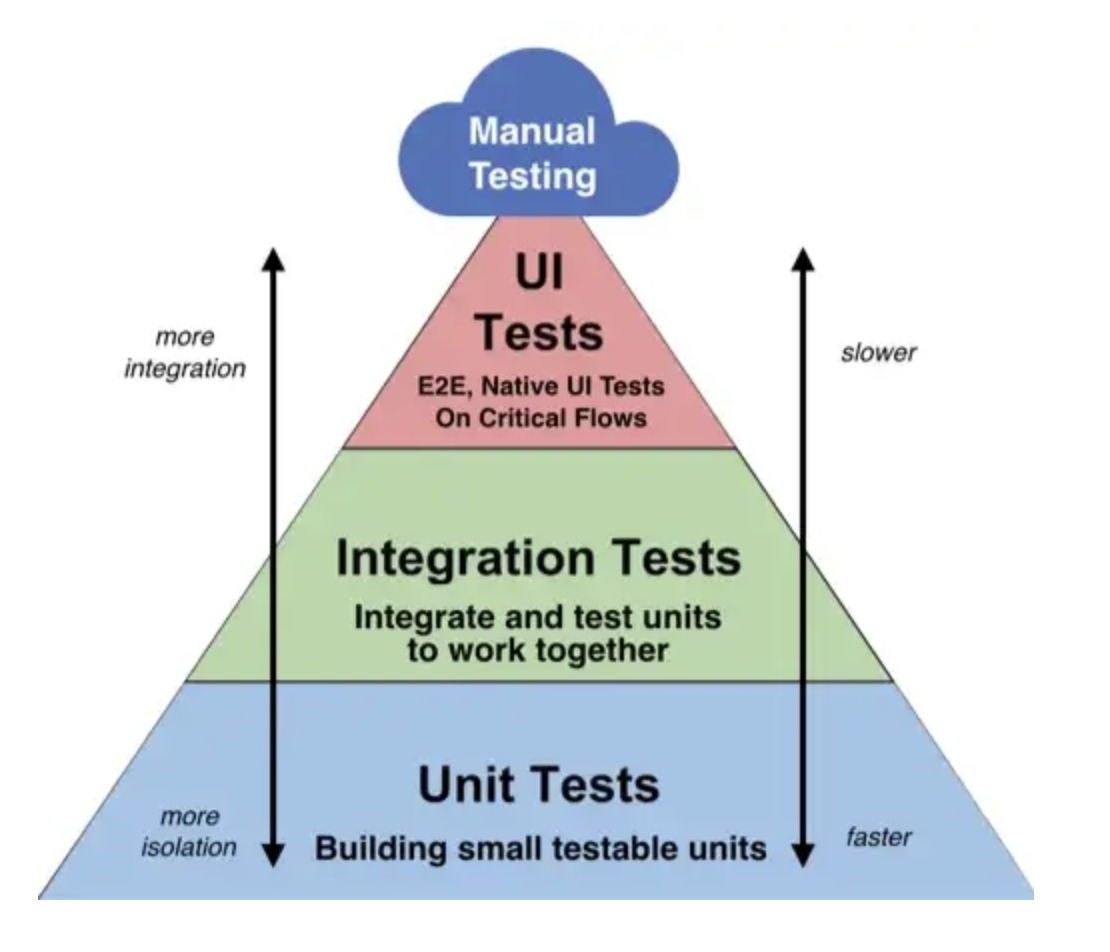 Manual
Testing
UI
Tests
E2E, Native UI Tests
On Critical Flows
more
integration
slower
Integration Tests
Integrate and test units
to work together
Unit Tests
Building small testable units
more
isolation
faster